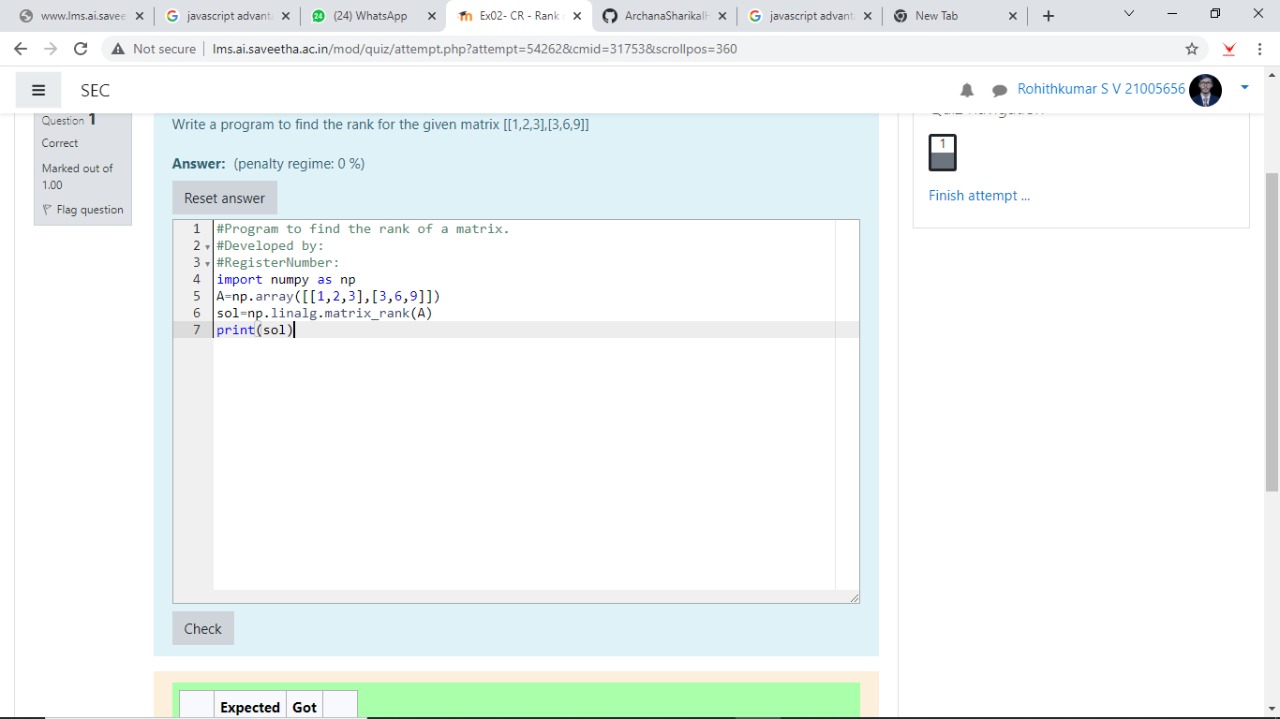 www.lms.ai.savee
javascript advant
(24) WhatsApp
Ex02- CR - Rank
ArchanaSharikaH
javascript advant
New Tab
Not secure
lms.ai.saveetha.ac.in/mod/quiz/attempt.php?attempt=54262&cmid=31753&scrollpos=360
SEC
Rohithkumar S V 21005656
Question 1
Correct
Marked out of
1.00
Flag question
Write a program to find the rank for the given matrix [[1,2,3],[3,6,9]]
Answer: (penalty regime: 0 %)
Reset answer
1 #Program to find the rank of a matrix.
2 #Developed by:
3 #RegisterNumber:
4 import numpy as np
5 A=np.array([[1,2,3],[3,6,9]])
6 sol=np.linalg.matrix_rank(A)
7 print(sol)
Check
Expected Got
1
Finish attempt ...